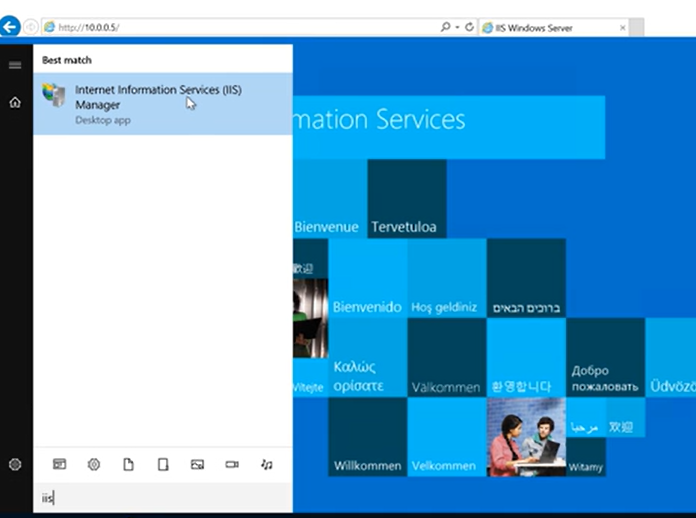 http://10.0.0.5/
IIS Windows Server
Best match
Internet Information Services (IIS)
Manager
Desktop app
mation Services
Bienvenue
Tervetuloa
歡迎
Bienvenido
Hoş geldiniz
ברוכים הבאים
Vítejte
Καλώς
ορίσατε
Välkommen
환영합니다
Добро
пожаловать
Üdvözö
Willkommen
Velkommen
مرحبا
欢迎
Witamy
iis